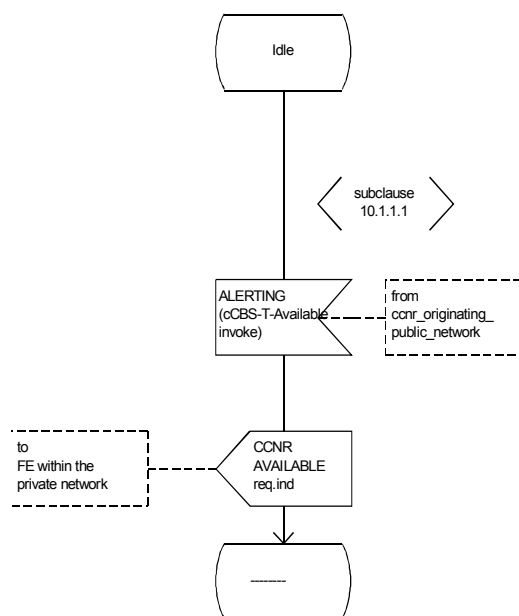 Idle
subclause
10.1.1.1
ALERTING
(cCBS-T-Available
invoke)
from
ccnr_originating_
public_network
to
FE within the
private network
CCNR
AVAILABLE
req.ind
--------